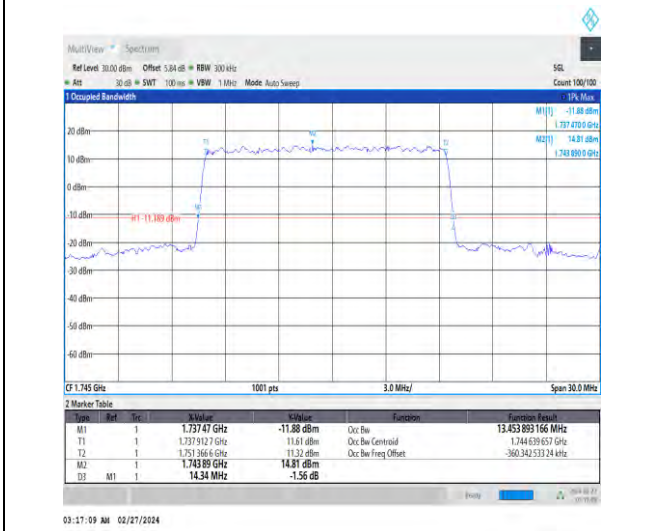 MultiView Spectrum
Ref Level 30.00 dBm Offset 5.84 dB RBW 300 kHz SGL
Att 30 dB SWT 100 ms VBW 1 MHz Mode Auto Sweep Count 100/100
1 Occupied Bandwidth 1Pk Max
M1[1] -11.88 dBm
1.737 470 0 GHz
M2[1] 14.81 dBm
1.743 890 0 GHz
20 dBm
T1 M2 T2
10 dBm
0 dBm
M1
-10 dBm
H1 -11.189 dBm
-20 dBm
-30 dBm
-40 dBm
-50 dBm
-60 dBm
CF 1.745 GHz 1001 pts 3.0 MHz/ Span 30.0 MHz
2 Marker Table
Type Ref Trc X-Value Y-Value Function Function Result
M1 1 1.737 47 GHz -11.88 dBm Occ Bw 13.453 893 166 MHz
T1 1 1.737 912 7 GHz 11.61 dBm Occ Bw Centroid 1.744 639 657 GHz
T2 1 1.751 366 6 GHz 11.32 dBm Occ Bw Freq Offset -360.342 533 24 kHz
M2 1 1.743 89 GHz 14.81 dBm
D3 M1 1 14.34 MHz -1.56 dB
Ready
03:17:09 AM 02/27/2024